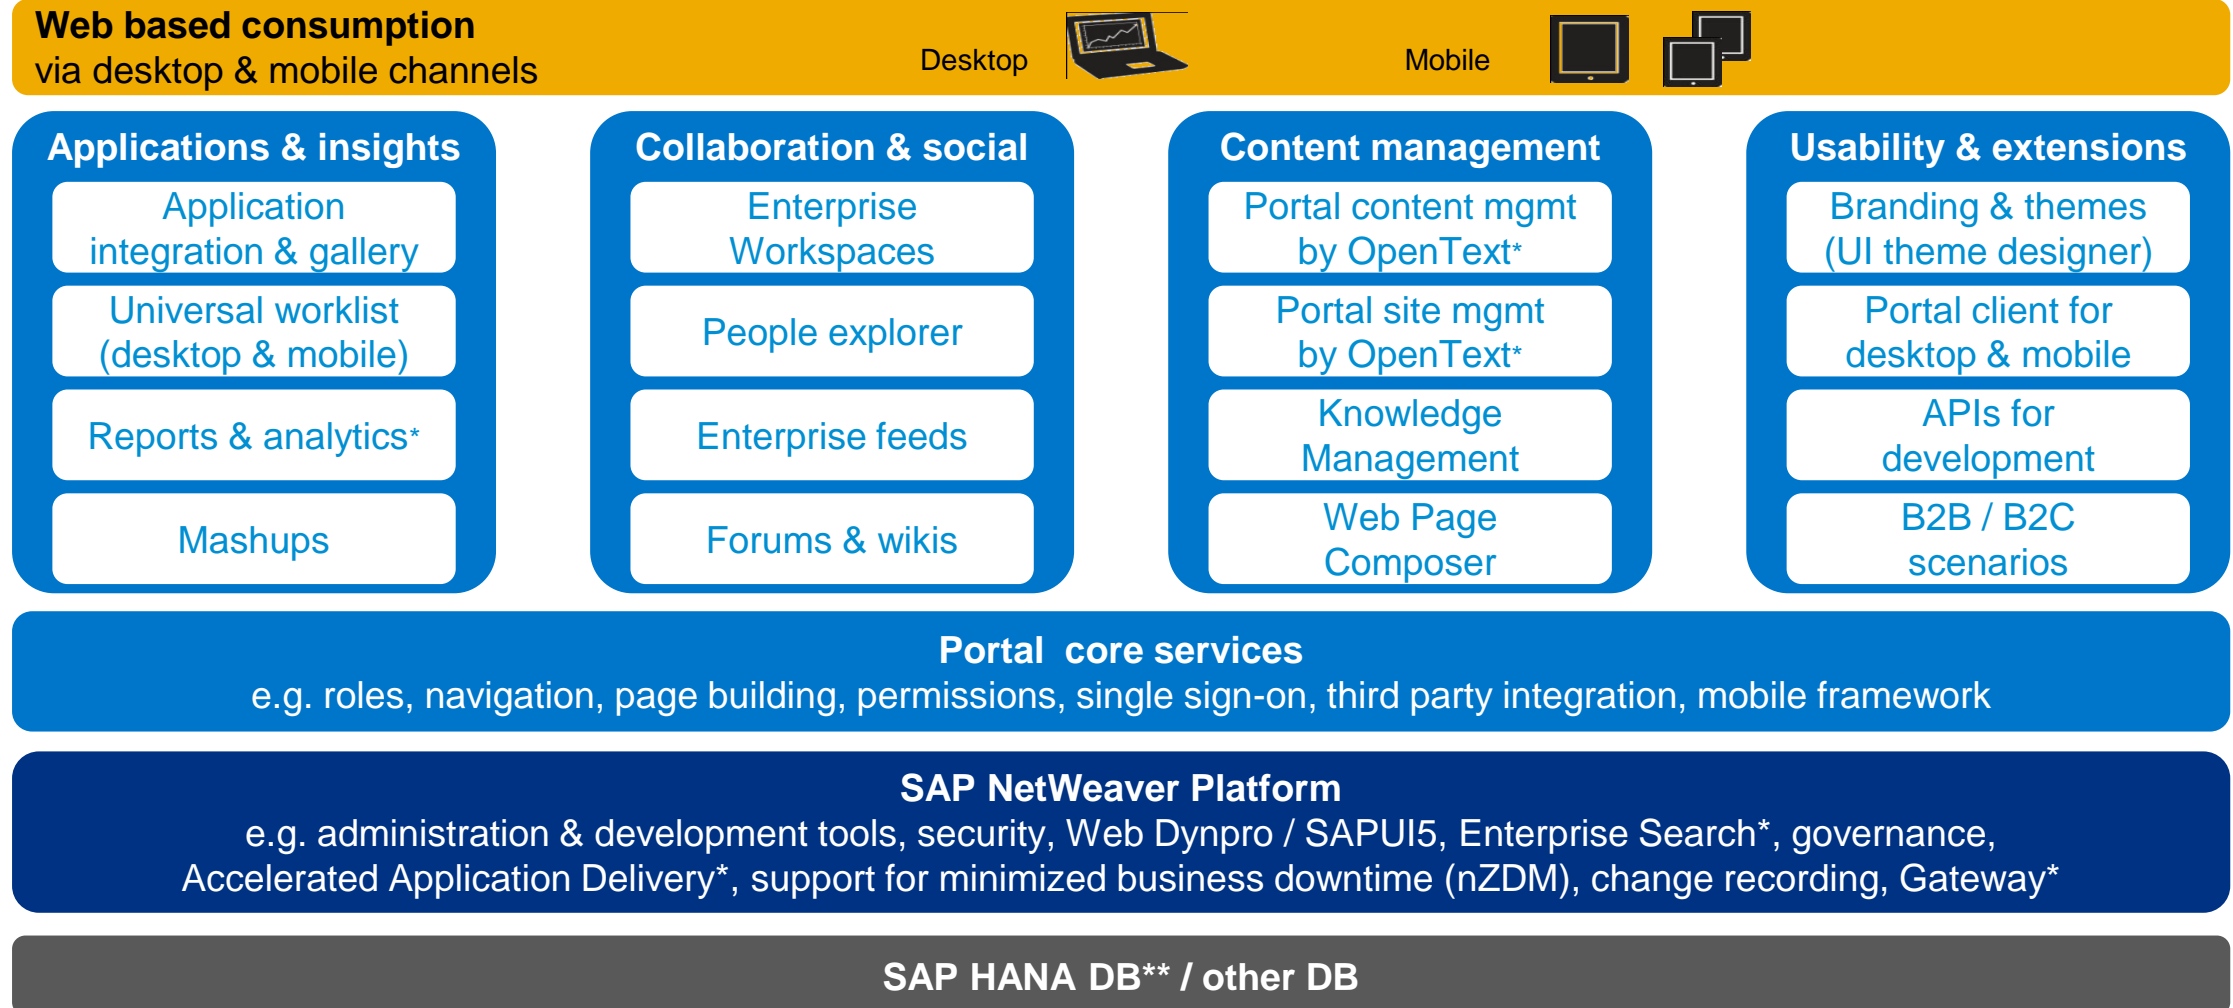 Web based consumption
via desktop & mobile channels
Desktop
Mobile
Applications & insights
Application
integration & gallery
Universal worklist
(desktop & mobile)
Reports & analytics*
Mashups
Collaboration & social
Enterprise
Workspaces
People explorer
Enterprise feeds
Forums & wikis
Content management
Portal content mgmt
by OpenText*
Portal site mgmt
by OpenText*
Knowledge
Management
Web Page
Composer
Usability & extensions
Branding & themes
(UI theme designer)
Portal client for
desktop & mobile
APIs for
development
B2B / B2C
scenarios
Portal  core services
e.g. roles, navigation, page building, permissions, single sign-on, third party integration, mobile framework
SAP NetWeaver Platform
e.g. administration & development tools, security, Web Dynpro / SAPUI5, Enterprise Search*, governance,
Accelerated Application Delivery*, support for minimized business downtime (nZDM), change recording, Gateway*
SAP HANA DB** / other DB